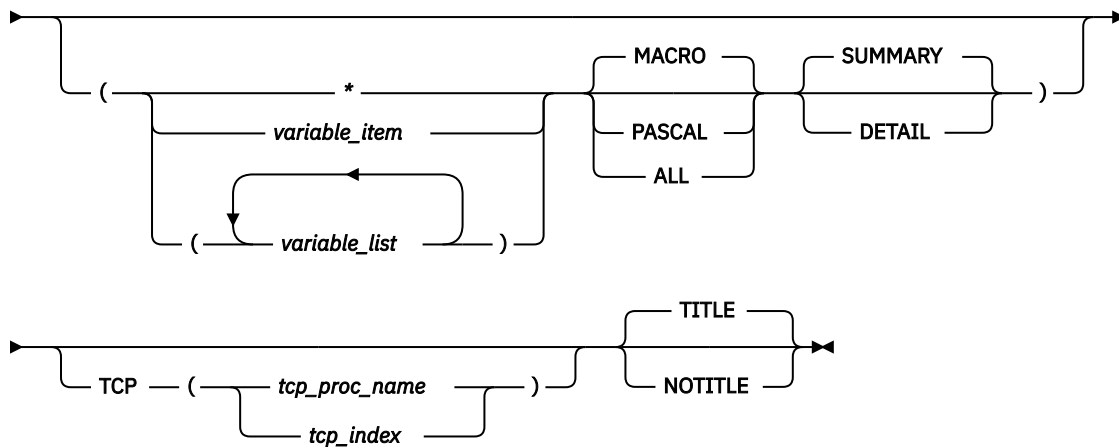 MACRO SUMMARY
( * )
variable_item PASCAL DETAIL
ALL
( variable_list )
TITLE
TCP ( tcp_proc_name ) NOTITLE
tcp_index